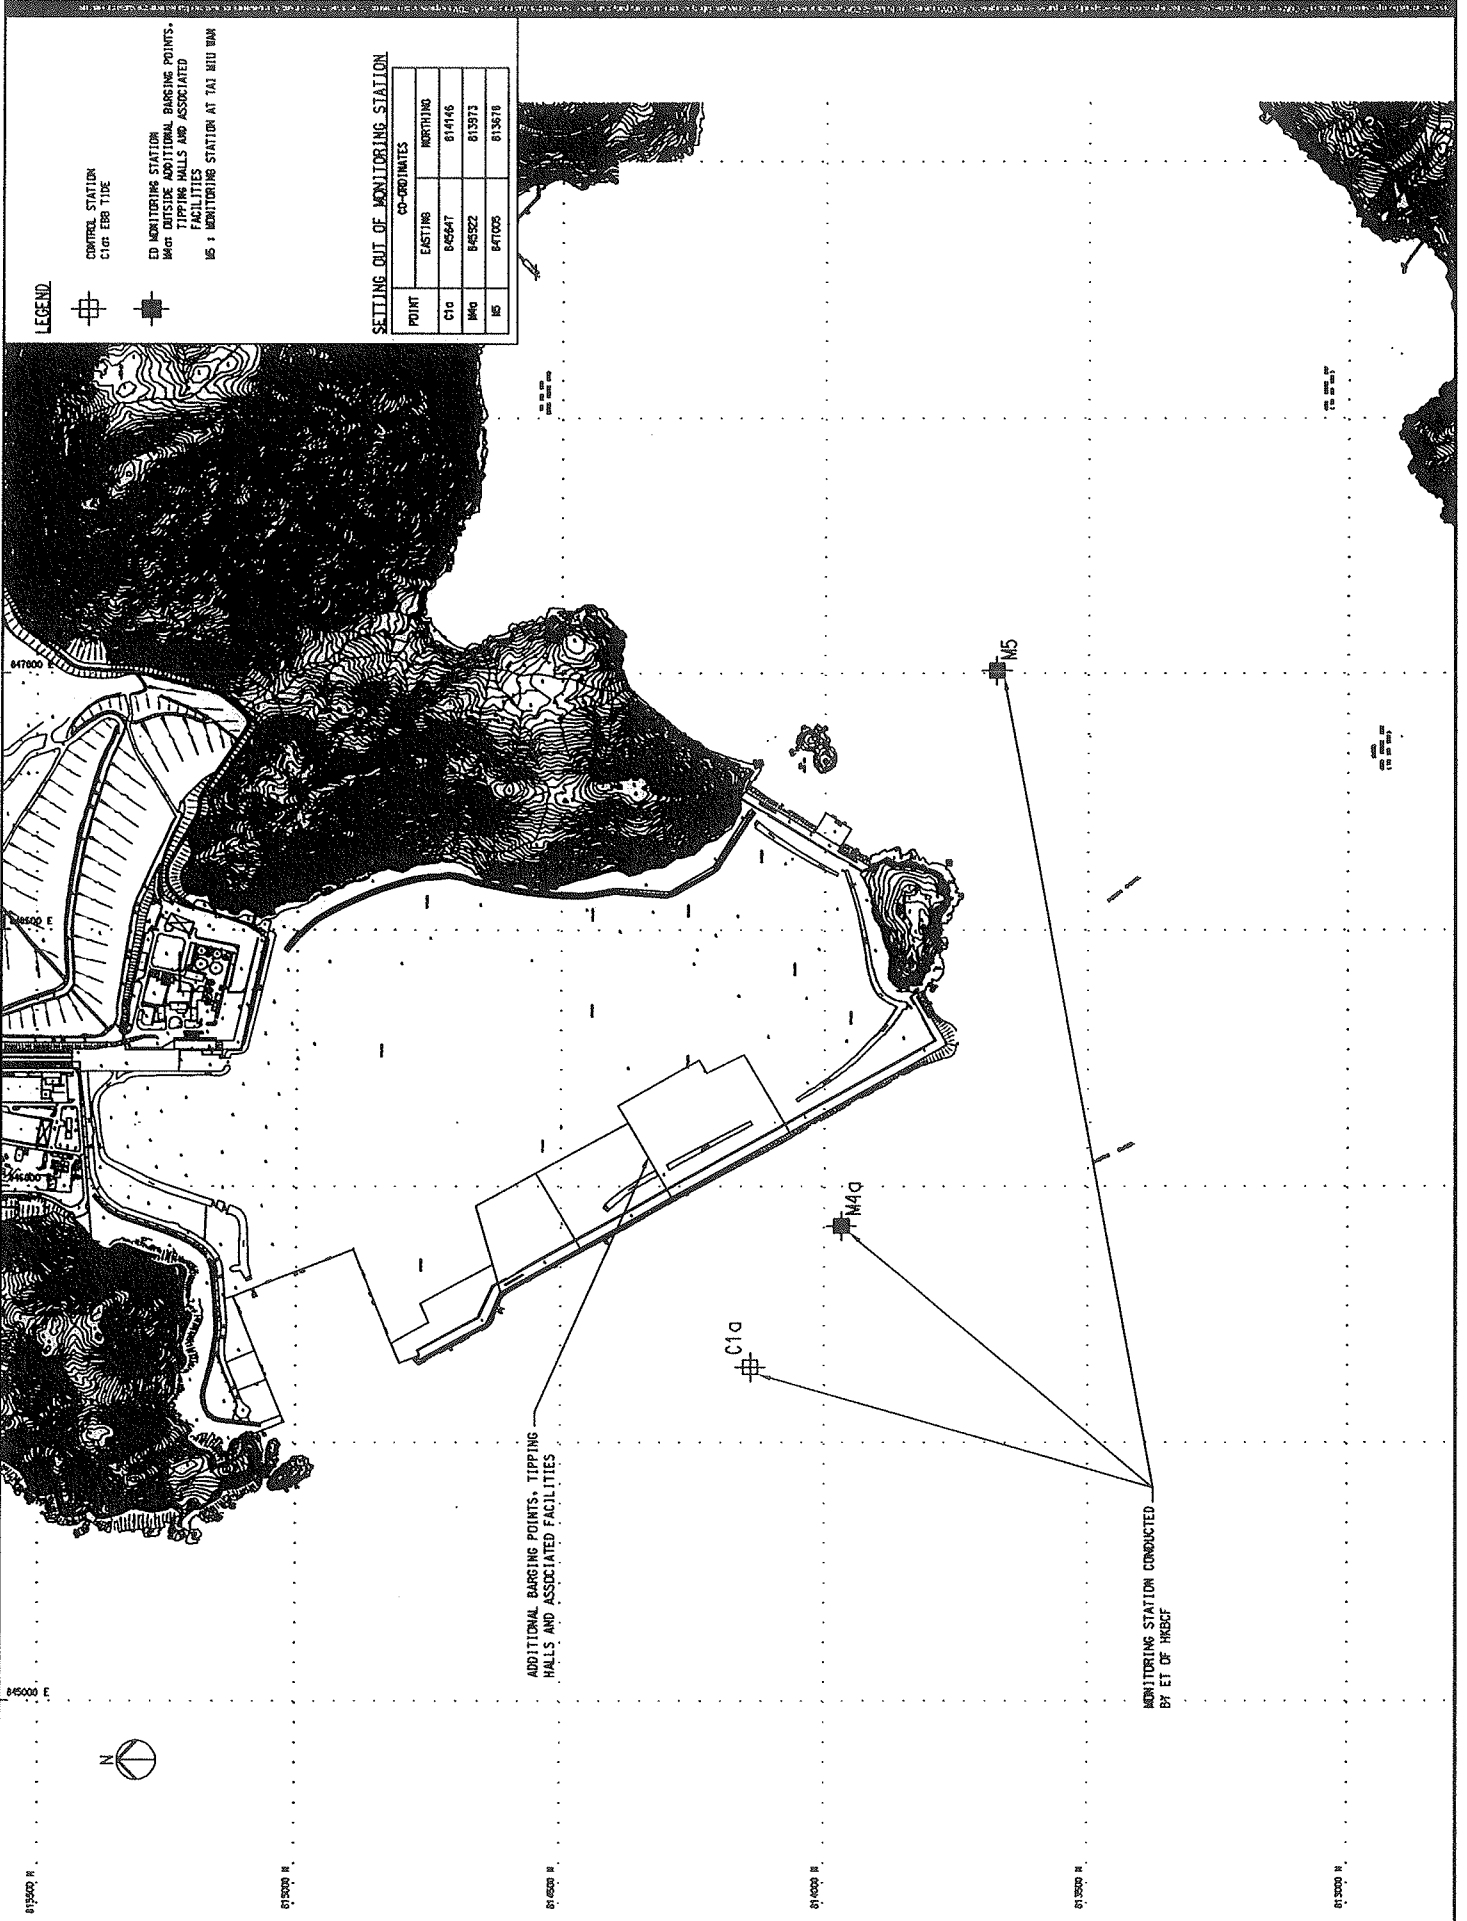 LEGEND
CONTROL STATION
C1a: EBB TIDE
ED MONITORING STATION
M4a: OUTSIDE ADDITIONAL BARGING POINTS,
TIPPING HALLS AND ASSOCIATED
FACILITIES
M5 : MONITORING STATION AT TAI MIU WAN
SETTING OUT OF MONITORING STATION
POINT CO-ORDINATES
EASTING NORTHING
C1a 845647 814146
M4a 845922 813973
M5 847005 813678
847000 E
846500 E
846000 E
845000 E
815500 N
815000 N
814500 N
814000 N
813500 N
813000 N
N
C1a
M4a
M5
ADDITIONAL BARGING POINTS, TIPPING
HALLS AND ASSOCIATED FACILITIES
MONITORING STATION CONDUCTED
BY ET OF HKBCF